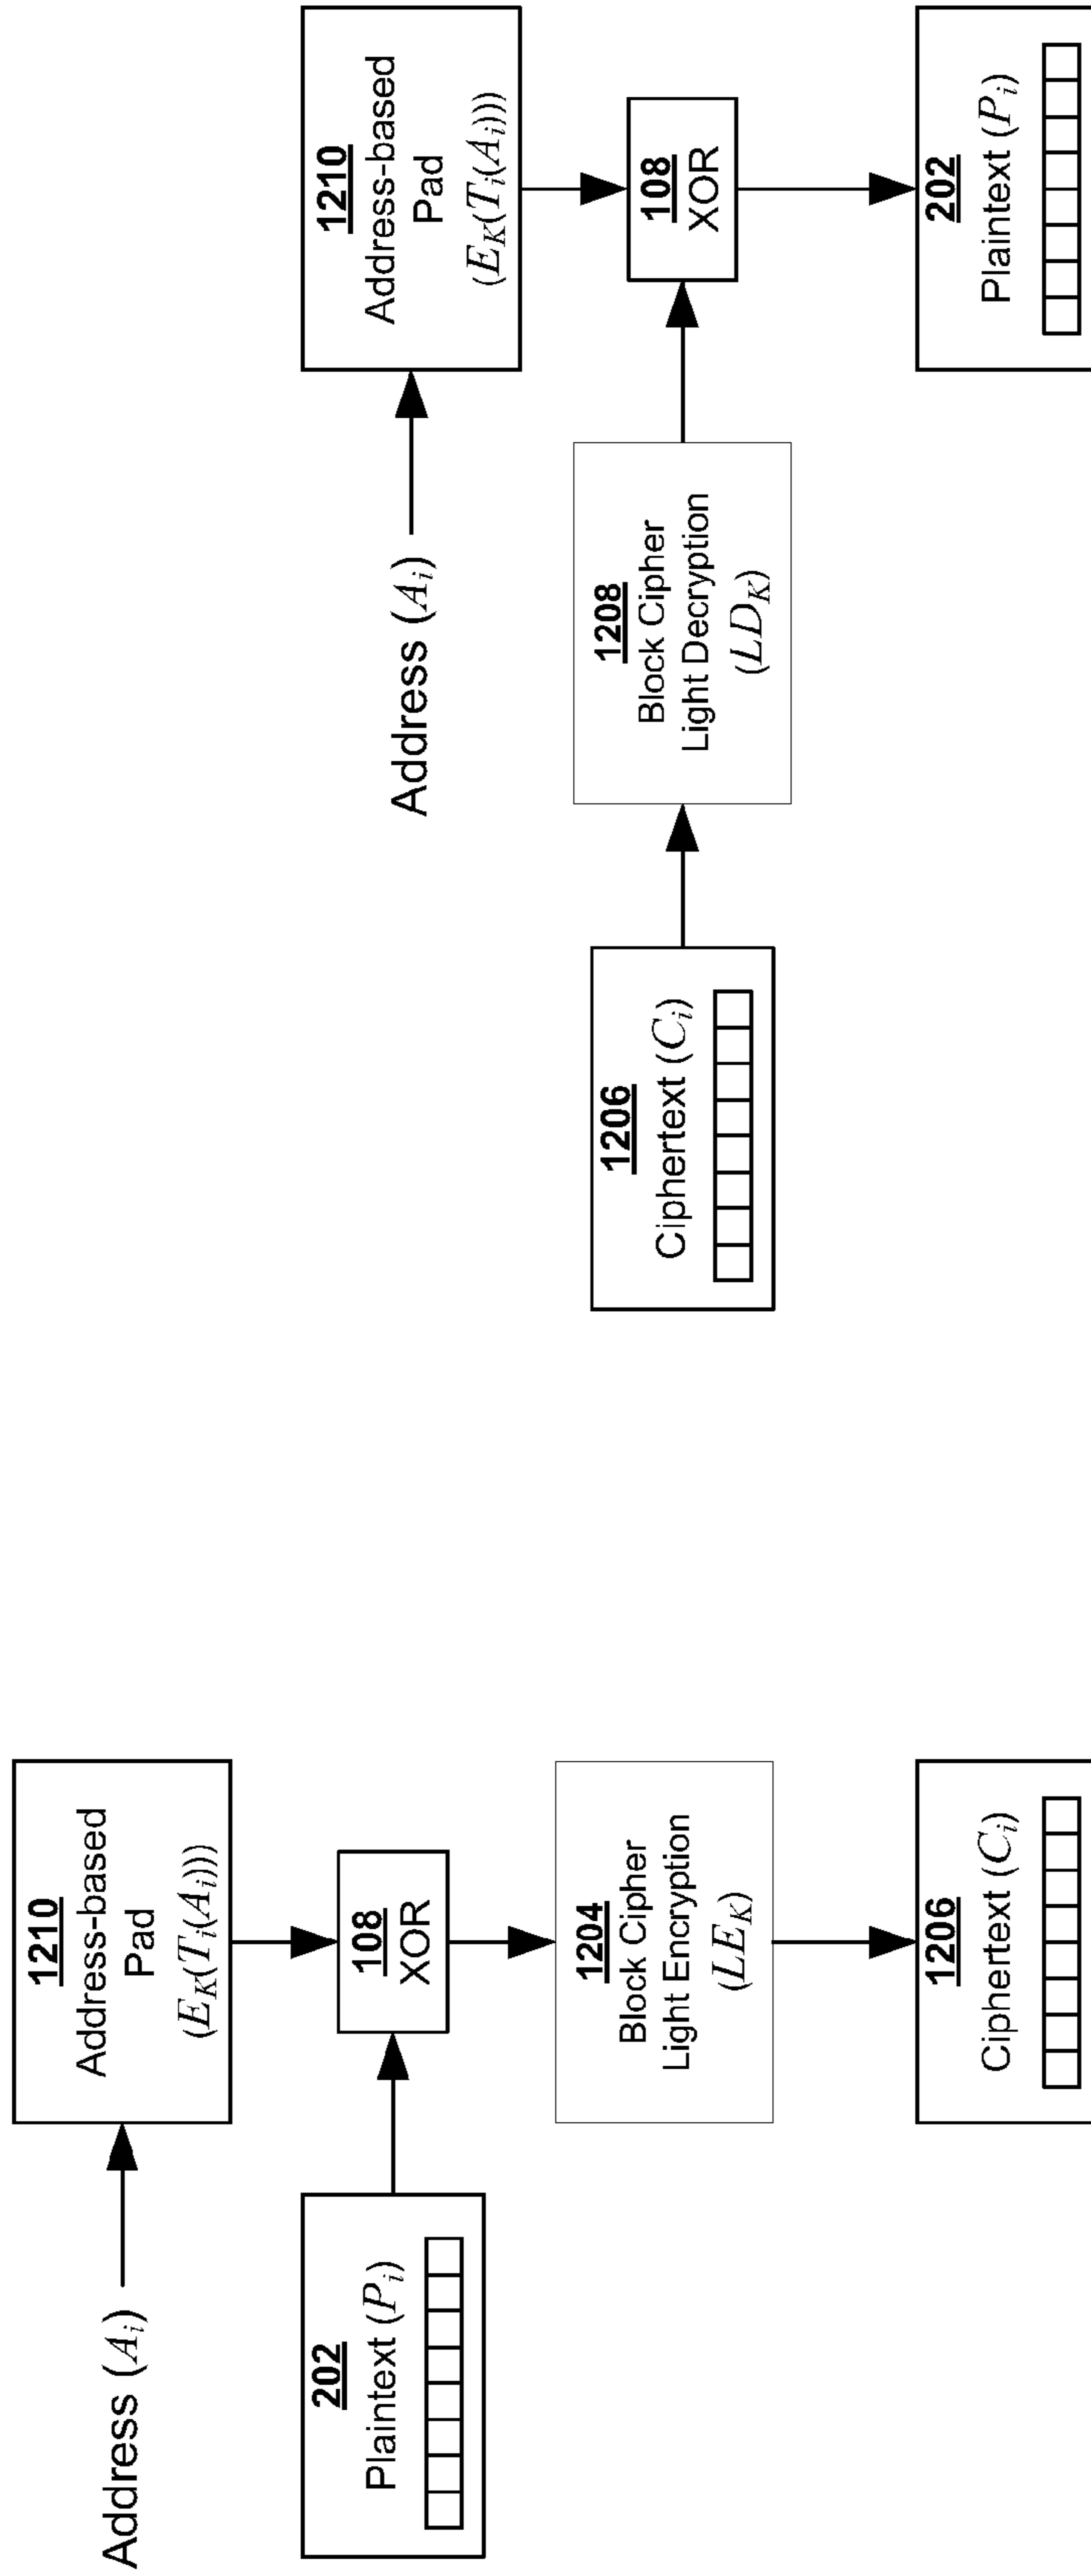 Address (A_i)
1210
Address-based
Pad
(E_K(T_i(A_i)))
202
Plaintext (P_i)
108
XOR
1204
Block Cipher
Light Encryption
(LE_K)
1206
Ciphertext (C_i)
Address (A_i)
1210
Address-based
Pad
(E_K(T_i(A_i)))
1206
Ciphertext (C_i)
1208
Block Cipher
Light Decryption
(LD_K)
108
XOR
202
Plaintext (P_i)